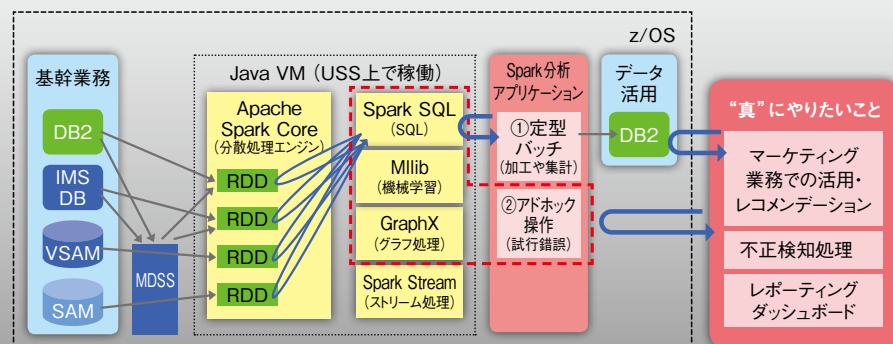 z/OS
基幹業務
DB2
IMS
DB
VSAM
SAM
MDSS
Java VM（USS上で稼働）
Apache
Spark Core
（分散処理エンジン）
RDD
RDD
RDD
RDD
Spark SQL
（SQL）
Mllib
（機械学習）
GraphX
（グラフ処理）
Spark Stream
（ストリーム処理）
Spark分析
アプリケーション
①定型
バッチ
（加工や集計）
②アドホック
操作
（試行錯誤）
データ
活用
DB2
“真”にやりたいこと
マーケティング
業務での活用・
レコメンデーション
不正検知処理
レポーティング
ダッシュボード